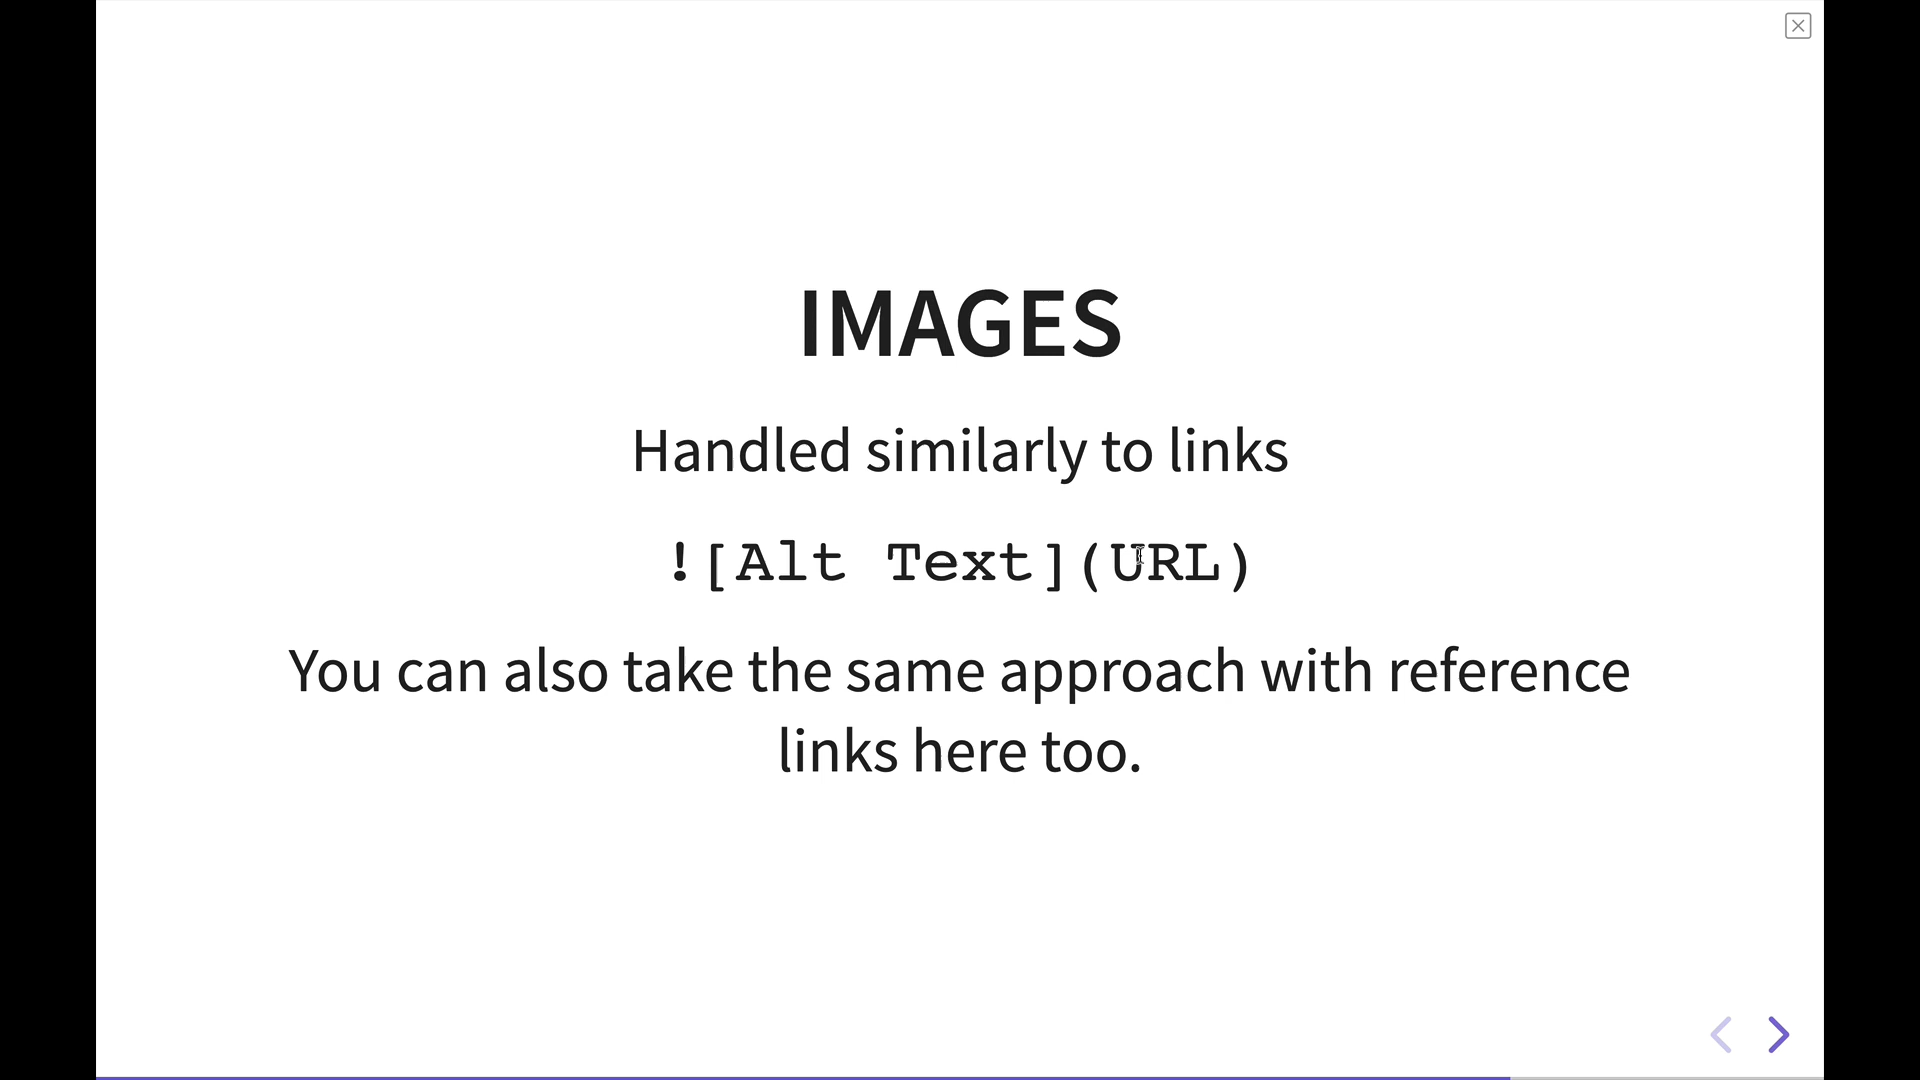 IMAGES
Handled similarly to links
![Alt Text](URL)
You can also take the same approach with reference
links here too.